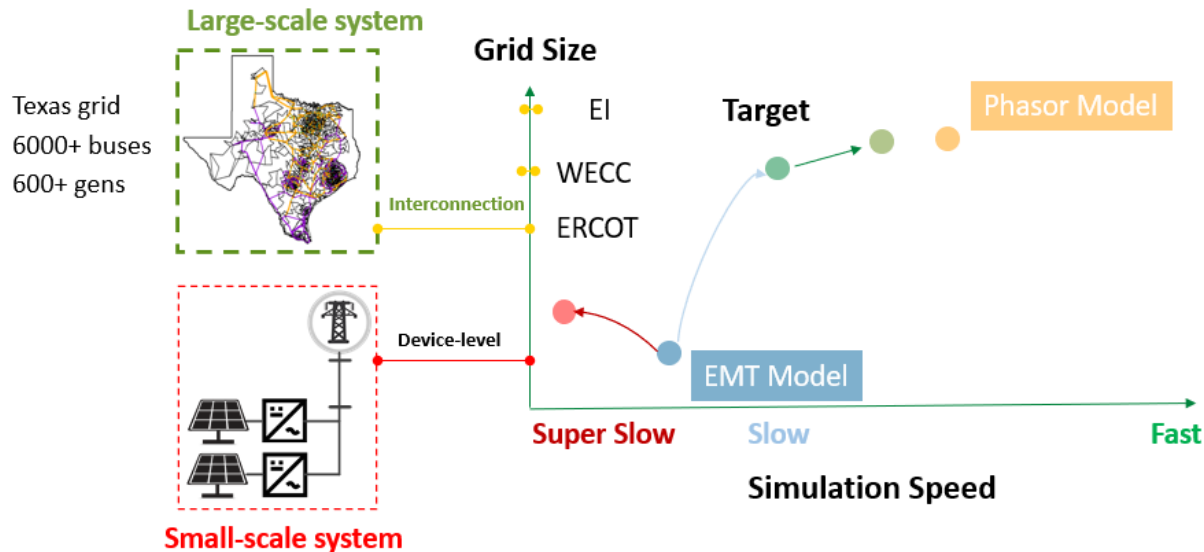 Large-scale system
Texas grid
6000+ buses
600+ gens
Interconnection
Device-level
Small-scale system
Grid Size
EI
WECC
ERCOT
Target
Phasor Model
EMT Model
Super Slow
Slow
Fast
Simulation Speed